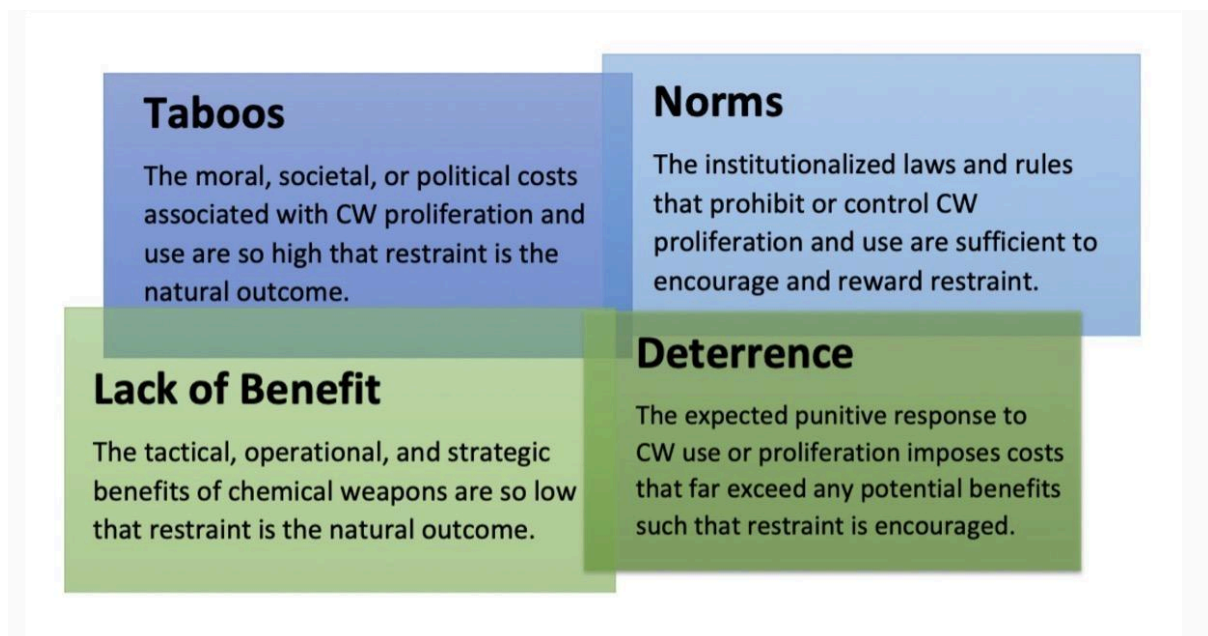 Taboos
The moral, societal, or political costs
associated with CW proliferation and
use are so high that restraint is the
natural outcome.
Norms
The institutionalized laws and rules
that prohibit or control CW
proliferation and use are sufficient to
encourage and reward restraint.
Lack of Benefit
The tactical, operational, and strategic
benefits of chemical weapons are so low
that restraint is the natural outcome.
Deterrence
The expected punitive response to
CW use or proliferation imposes costs
that far exceed any potential benefits
such that restraint is encouraged.